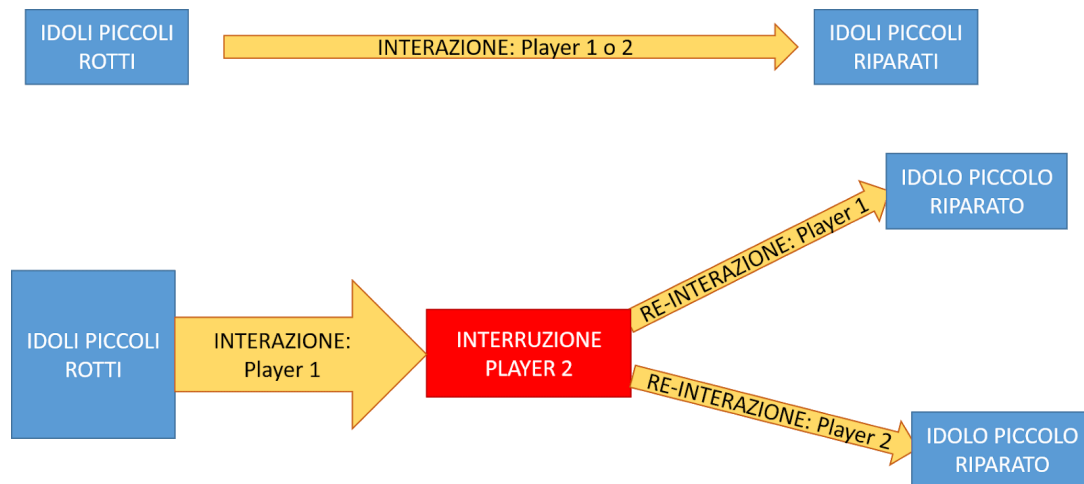 IDOLI PICCOLI
ROTTI
INTERAZIONE: Player 1 o 2
IDOLI PICCOLI
RIPARATI
IDOLI PICCOLI
ROTTI
INTERAZIONE:
Player 1
INTERRUZIONE
PLAYER 2
RE-INTERAZIONE: Player 1
IDOLO PICCOLO
RIPARATO
RE-INTERAZIONE: Player 2
IDOLO PICCOLO
RIPARATO